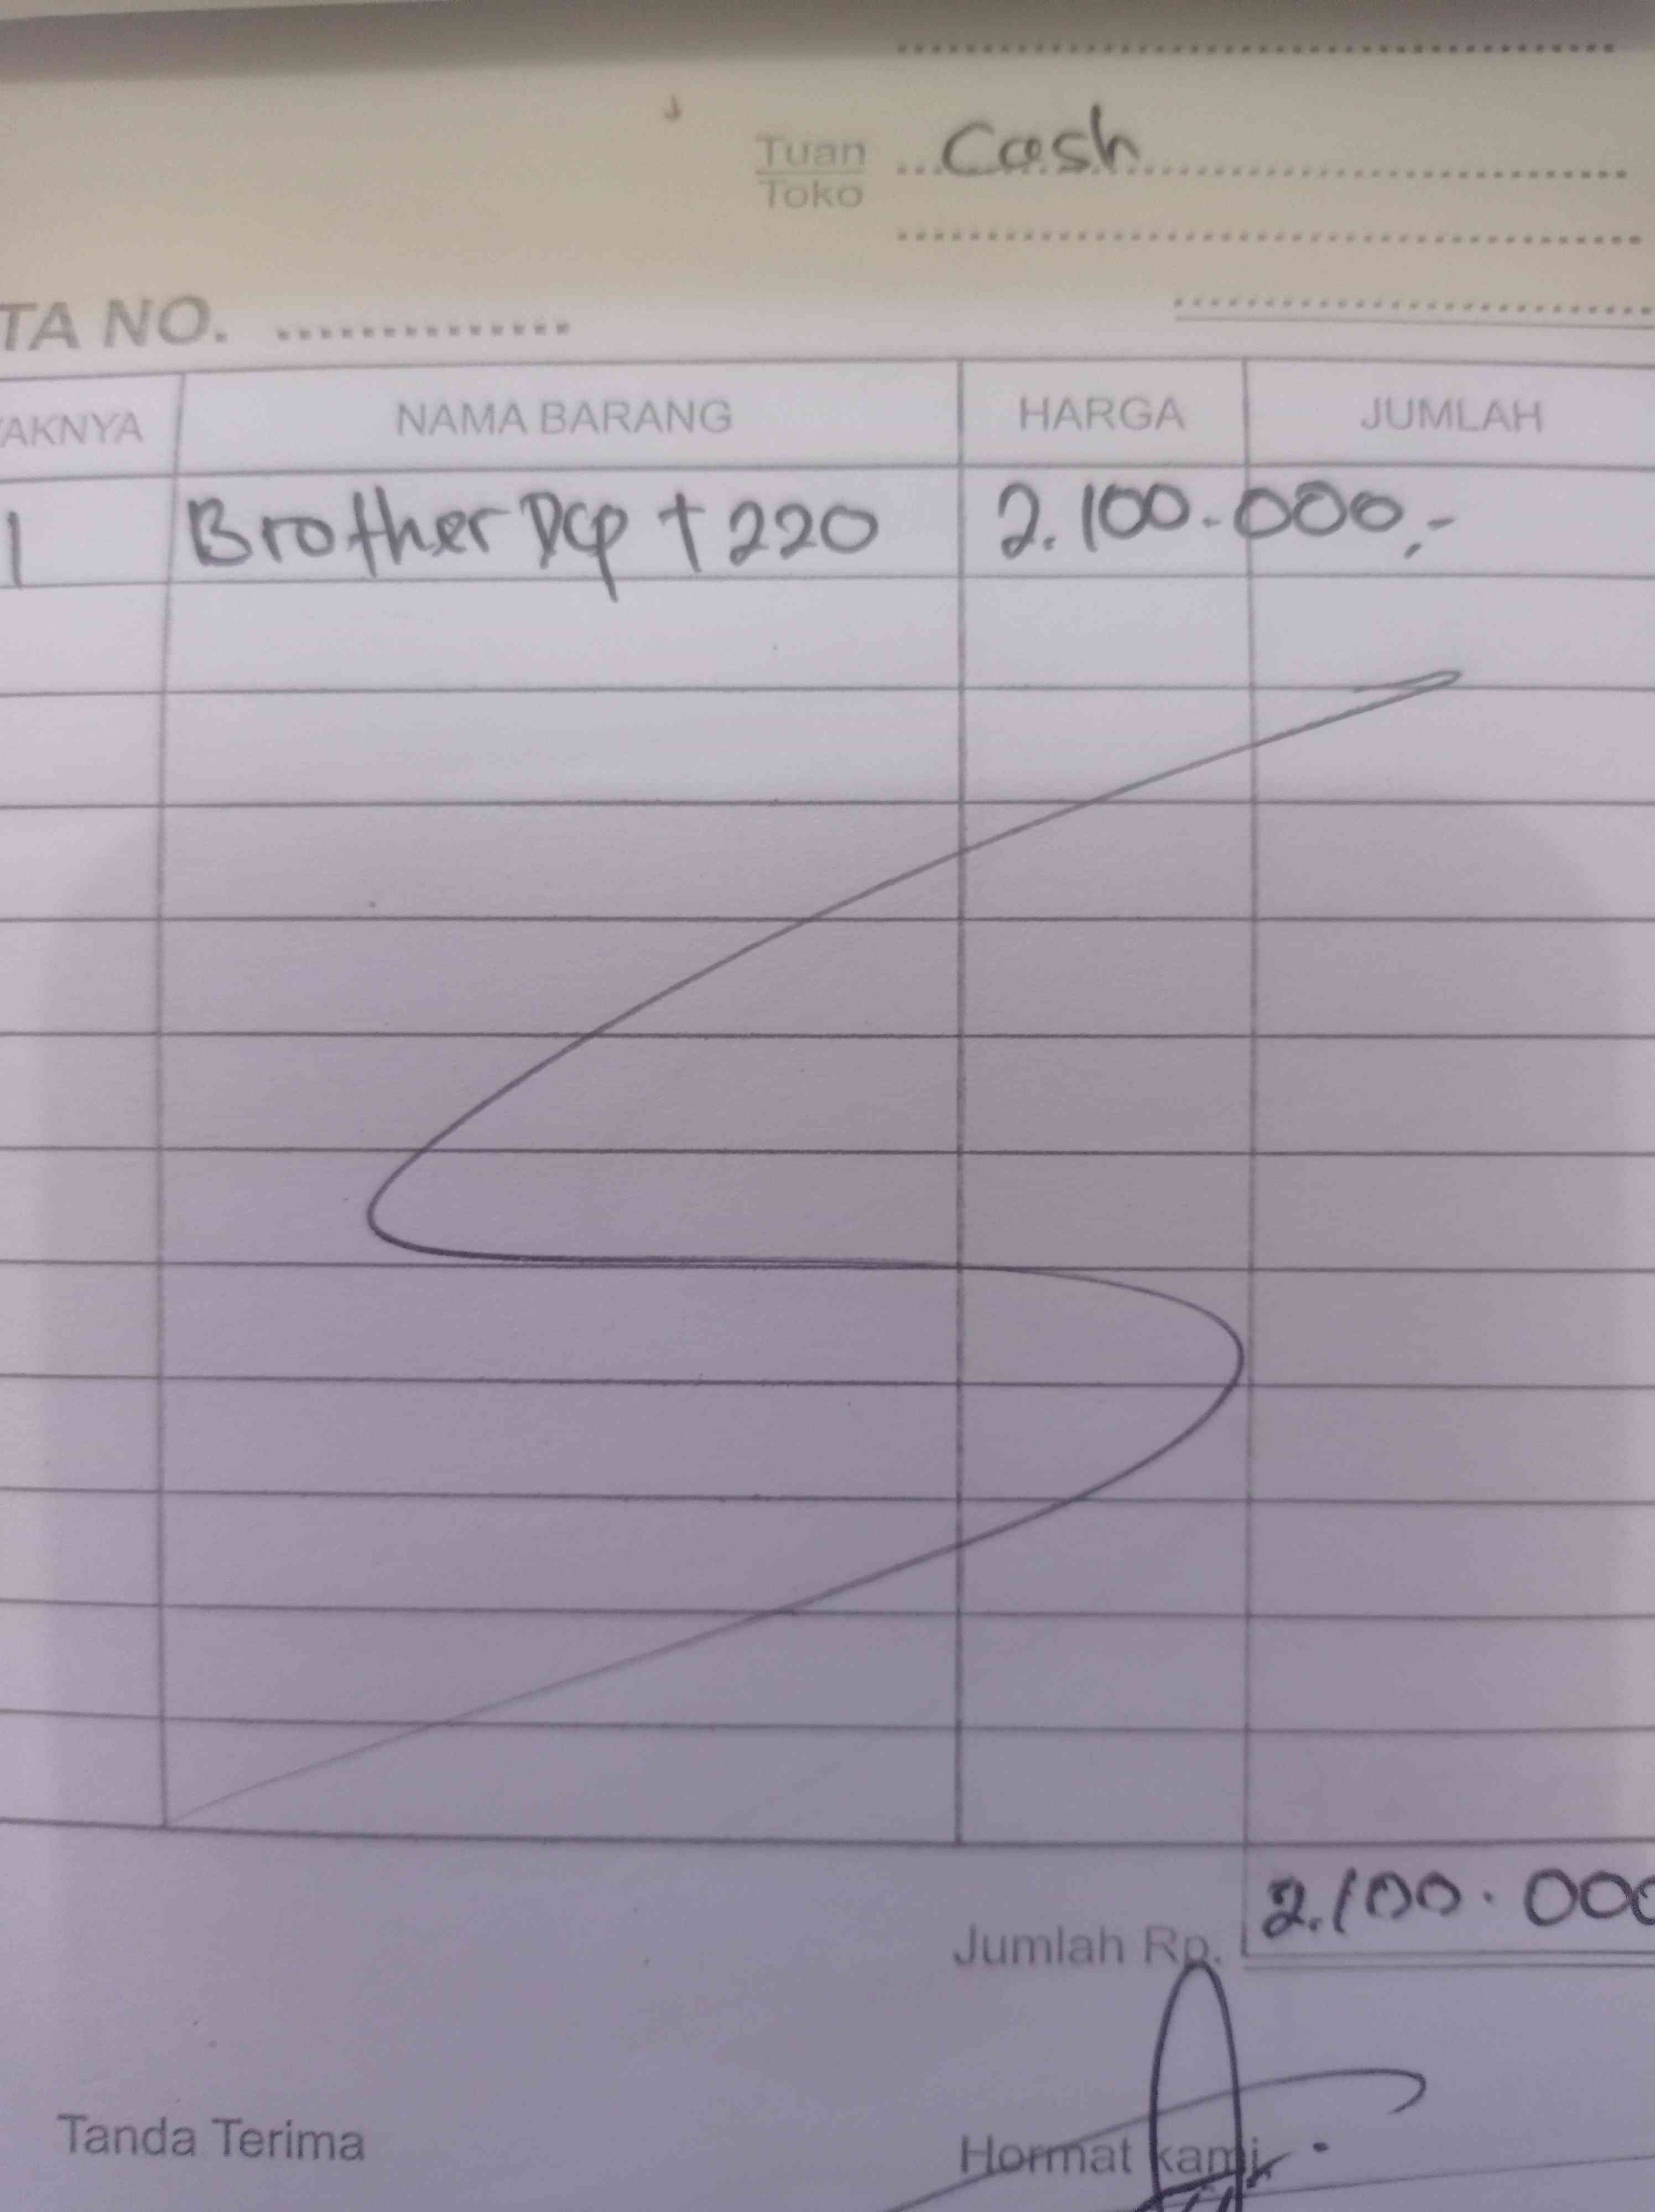 Tuan Cash
Toko
TA NO. ..............
AKNYA NAMA BARANG HARGA JUMLAH
1 Brother Dcp T220 2.100.000,-
Jumlah Rp. 2.100.000
Tanda Terima Hormat kami,